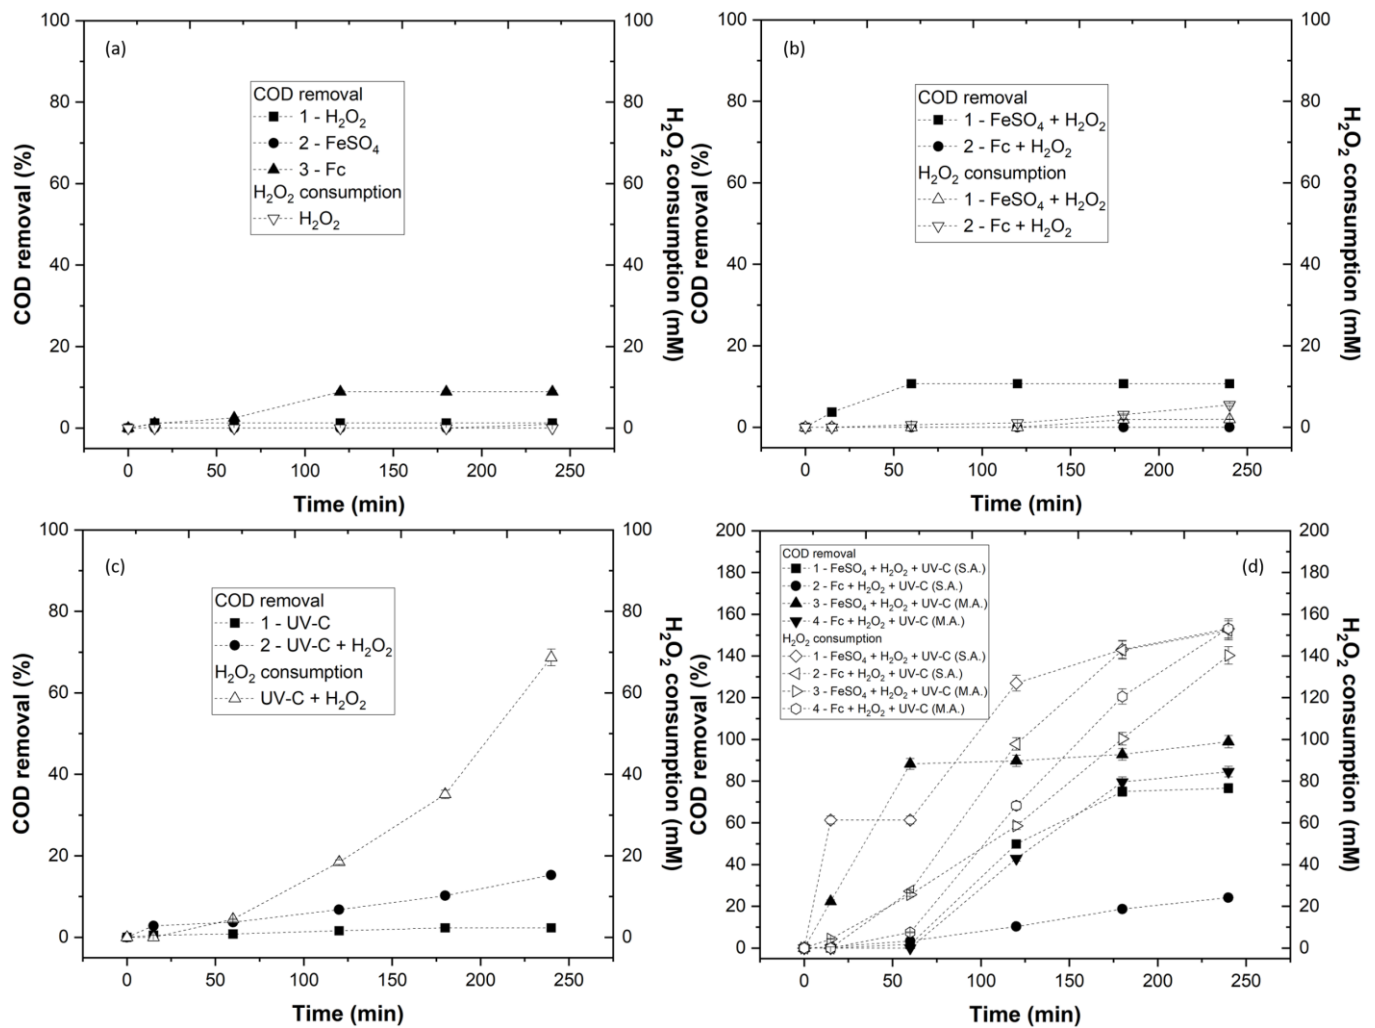 (a)
COD removal (%)
100
80
60
40
20
0
COD removal
1 - H₂O₂
2 - FeSO₄
3 - Fc
H₂O₂ consumption
H₂O₂
100
80
60
40
20
0
H₂O₂ consumption (mM)
0 50 100 150 200 250
Time (min)
(b)
COD removal (%)
100
80
60
40
20
0
COD removal
1 - FeSO₄ + H₂O₂
2 - Fc + H₂O₂
H₂O₂ consumption
1 - FeSO₄ + H₂O₂
2 - Fc + H₂O₂
100
80
60
40
20
0
H₂O₂ consumption (mM)
0 50 100 150 200 250
Time (min)
(c)
COD removal (%)
100
80
60
40
20
0
COD removal
1 - UV-C
2 - UV-C + H₂O₂
H₂O₂ consumption
UV-C + H₂O₂
100
80
60
40
20
0
H₂O₂ consumption (mM)
0 50 100 150 200 250
Time (min)
(d)
COD removal (%)
200
180
160
140
120
100
80
60
40
20
0
COD removal
1 - FeSO₄ + H₂O₂ + UV-C (S.A.)
2 - Fc + H₂O₂ + UV-C (S.A.)
3 - FeSO₄ + H₂O₂ + UV-C (M.A.)
4 - Fc + H₂O₂ + UV-C (M.A.)
H₂O₂ consumption
1 - FeSO₄ + H₂O₂ + UV-C (S.A.)
2 - Fc + H₂O₂ + UV-C (S.A.)
3 - FeSO₄ + H₂O₂ + UV-C (M.A.)
4 - Fc + H₂O₂ + UV-C (M.A.)
200
180
160
140
120
100
80
60
40
20
0
H₂O₂ consumption (mM)
0 50 100 150 200 250
Time (min)